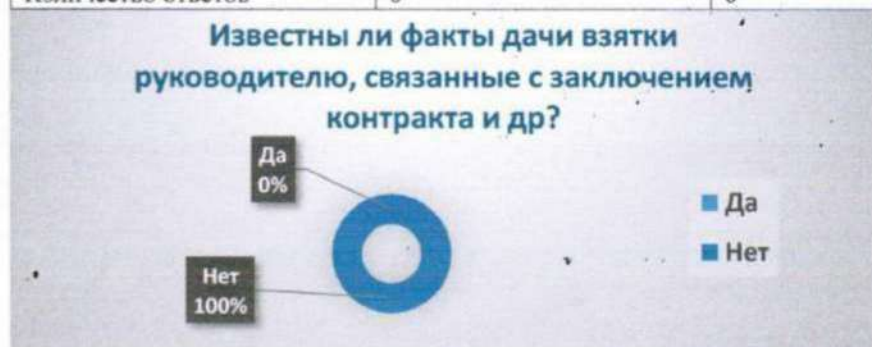 Известны ли факты дачи взятки
руководителю, связанные с заключением
контракта и др?
Да
0%
Нет
100%
Да
Нет